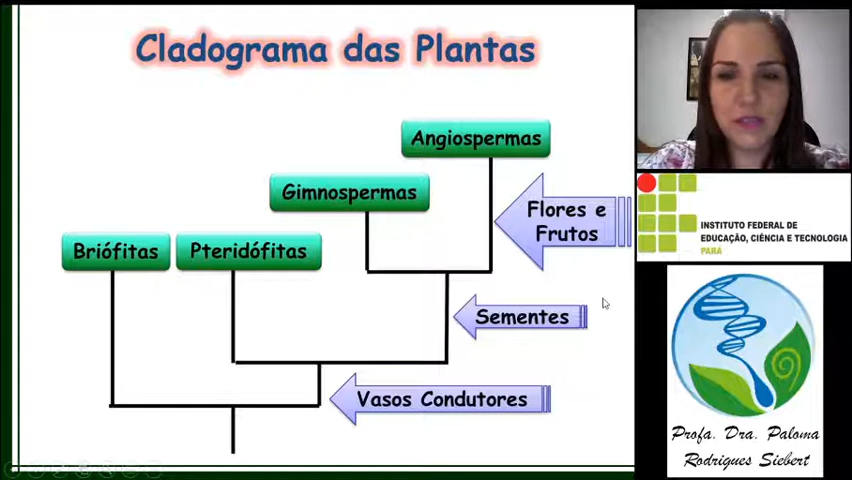 Cladograma das Plantas
Angiospermas
Gimnospermas
Flores e
Frutos
Briófitas
Pteridófitas
Sementes
Vasos Condutores
INSTITUTO FEDERAL DE
EDUCAÇÃO, CIÊNCIA E TECNOLOGIA
PARÁ
Profa. Dra. Paloma
Rodrigues Siebert